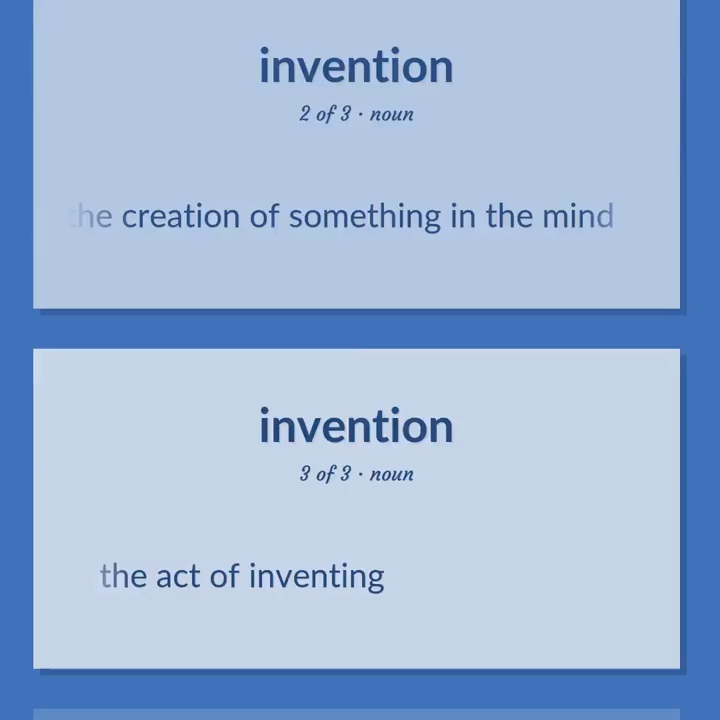 invention
2 of 3 · noun
the creation of something in the mind
invention
3 of 3 · noun
the act of inventing